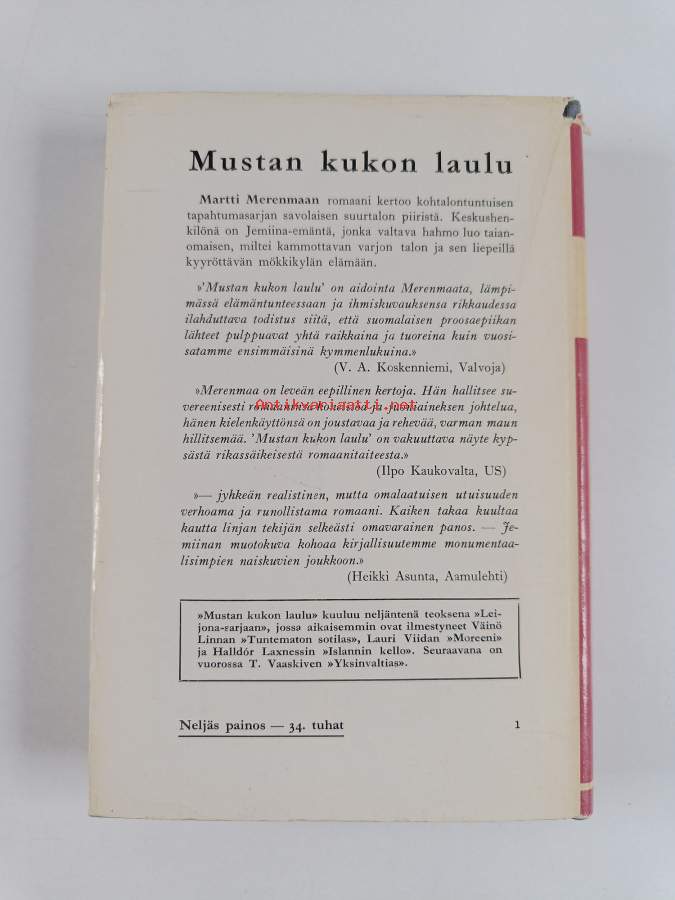 Mustan kukon laulu
Martti Merenmaan romaani kertoo kohtalontuntuisen
tapahtumasarjan savolaisen suurtalon piiristä. Keskushen-
kilönä on Jemiina-emäntä, jonka valtava hahmo luo taian-
omaisen, miltei kammottavan varjon talon ja sen liepeillä
kyyröttävän mökkikylän elämään.
»'Mustan kukon laulu' on aidointa Merenmaata, lämpi-
mässä elämäntunteessaan ja ihmiskuvauksensa rikkaudessa
ilahduttava todistus siitä, että suomalaisen proosaepiikan
lähteet pulppuavat yhtä raikkaina ja tuoreina kuin vuosi-
satamme ensimmäisinä kymmenlukuina.»
(V. A. Koskenniemi, Valvoja)
»Merenmaa on leveän eepillinen kertoja. Hän hallitsee su-
Antikvariaatti.net
vereenisesti romaaninsa koneistoa ja juoniaineksen johtelua,
hänen kielenkäyttönsä on joustavaa ja rehevää, varman maun
hillitsemää. 'Mustan kukon laulu' on vakuuttava näyte kyp-
sästä rikassäikeisestä romaanitaiteesta.»
(Ilpo Kaukovalta, US)
»— jyhkeän realistinen, mutta omalaatuisen utuisuuden
verhoama ja runollistama romaani. Kaiken takaa kuultaa
kautta linjan tekijän selkeästi omavarainen panos. — Je-
miinan muotokuva kohoaa kirjallisuutemme monumentaa-
lisimpien naiskuvien joukkoon.»
(Heikki Asunta, Aamulehti)
»Mustan kukon laulu» kuuluu neljäntenä teoksena »Lei-
jona-sarjaan», jossa aikaisemmin ovat ilmestyneet Väinö
Linnan »Tuntematon sotilas», Lauri Viidan »Moreeni»
ja Halldór Laxnessin »Islannin kello». Seuraavana on
vuorossa T. Vaaskiven »Yksinvaltias».
Neljäs painos — 34. tuhat
1